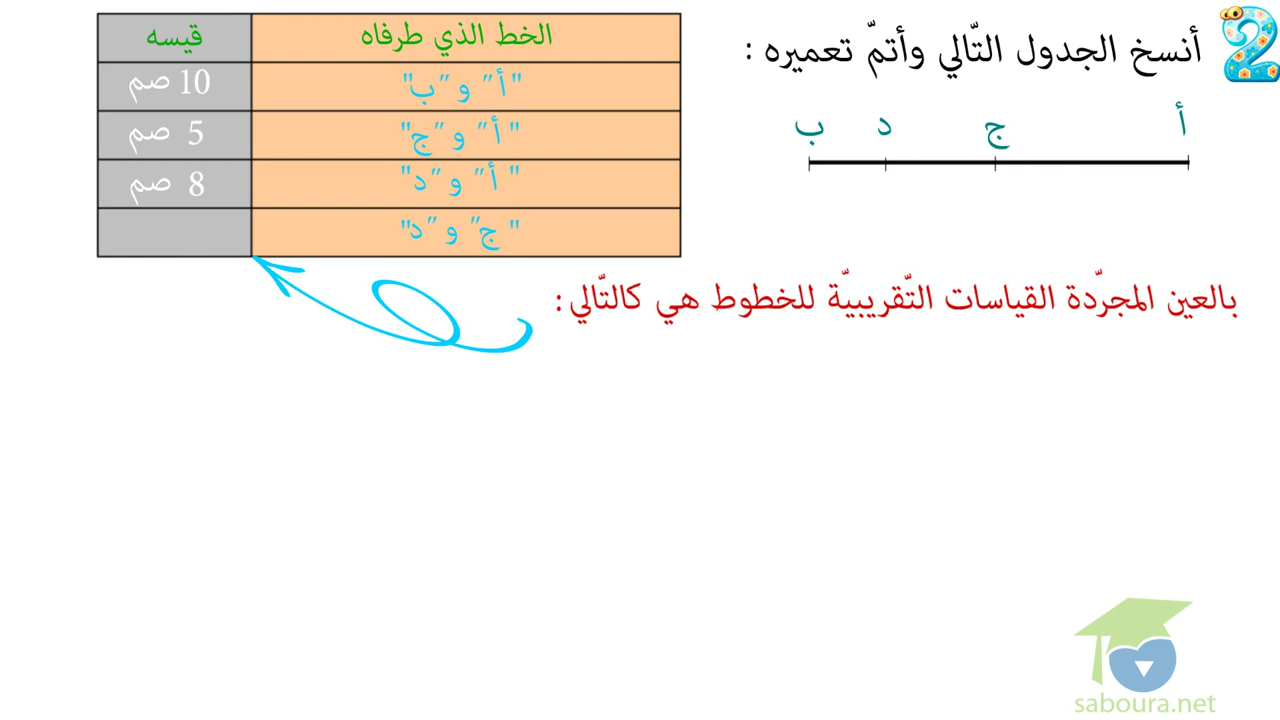 2 أنسخ الجدول التّالي وأتمّ تعميره :
أ ج د ب
الخط الذي طرفاه قيسه
"أ" و "ب" 10 صم
"أ" و "ج" 5 صم
"أ" و "د" 8 صم
"ج" و "د"
بالعين المجرّدة القياسات التّقريبيّة للخطوط هي كالتّالي :
saboura.net